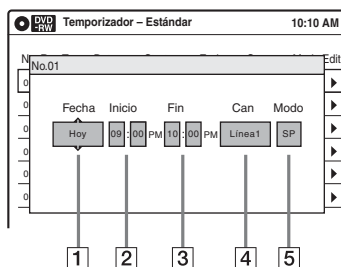 DVD -RW Temporizador – Estándar 10:10 AM
Edit
No.01
Fecha Inicio Fin Can Modo
Hoy 09 : 00 PM 10 : 00 PM Línea1 SP
1 2 3 4 5